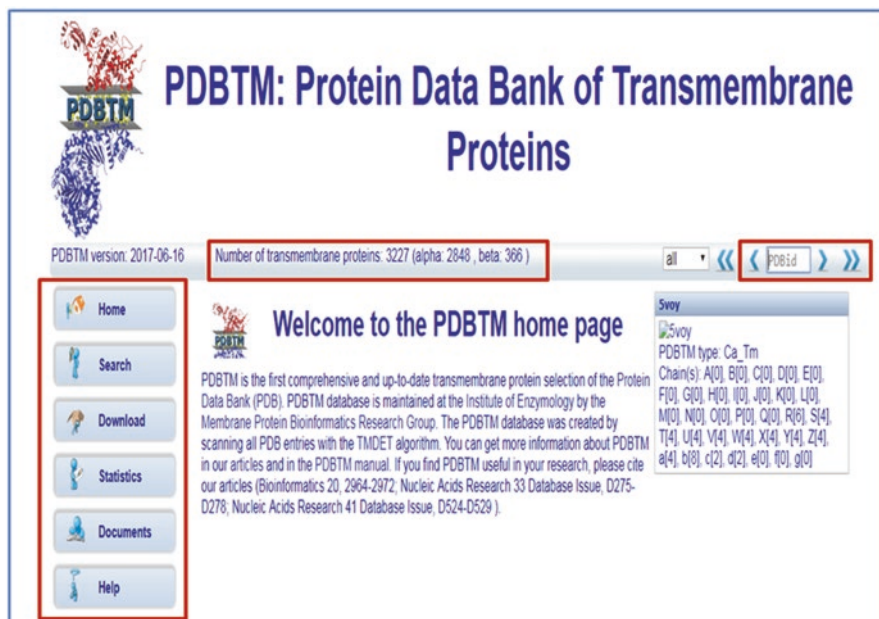 PDBTM
PDBTM: Protein Data Bank of Transmembrane
Proteins
PDBTM version: 2017-06-16
Number of transmembrane proteins: 3227 (alpha: 2848 , beta: 366 )
all
PDBid
Home
Search
Download
Statistics
Documents
Help
Welcome to the PDBTM home page
PDBTM is the first comprehensive and up-to-date transmembrane protein selection of the Protein
Data Bank (PDB). PDBTM database is maintained at the Institute of Enzymology by the
Membrane Protein Bioinformatics Research Group. The PDBTM database was created by
scanning all PDB entries with the TMDET algorithm. You can get more information about PDBTM
in our articles and in the PDBTM manual. If you find PDBTM useful in your research, please cite
our articles (Bioinformatics 20, 2964-2972; Nucleic Acids Research 33 Database Issue, D275-
D278; Nucleic Acids Research 41 Database Issue, D524-D529 ).
5voy
5voy
PDBTM type: Ca_Tm
Chain(s): A[0], B[0], C[0], D[0], E[0],
F[0], G[0], H[0], I[0], J[0], K[0], L[0],
M[0], N[0], O[0], P[0], Q[0], R[6], S[4],
T[4], U[4], V[4], W[4], X[4], Y[4], Z[4],
a[4], b[8], c[2], d[2], e[0], f[0], g[0]